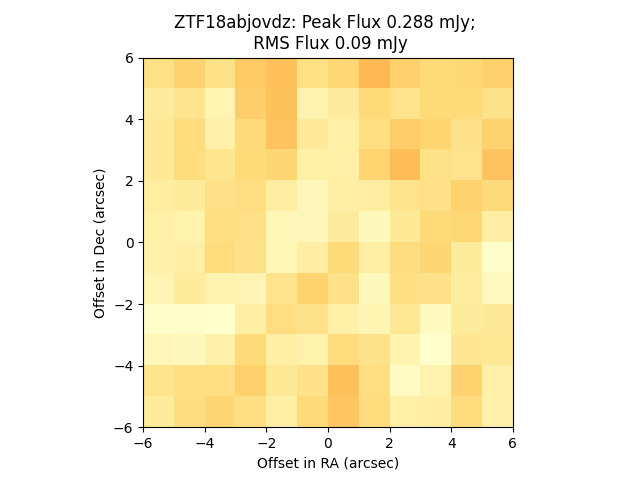 ZTF18abjovdz: Peak Flux 0.288 mJy;
RMS Flux 0.09 mJy
6
4
2
0
−2
−4
−6
Offset in Dec (arcsec)
−6 −4 −2 0 2 4 6
Offset in RA (arcsec)